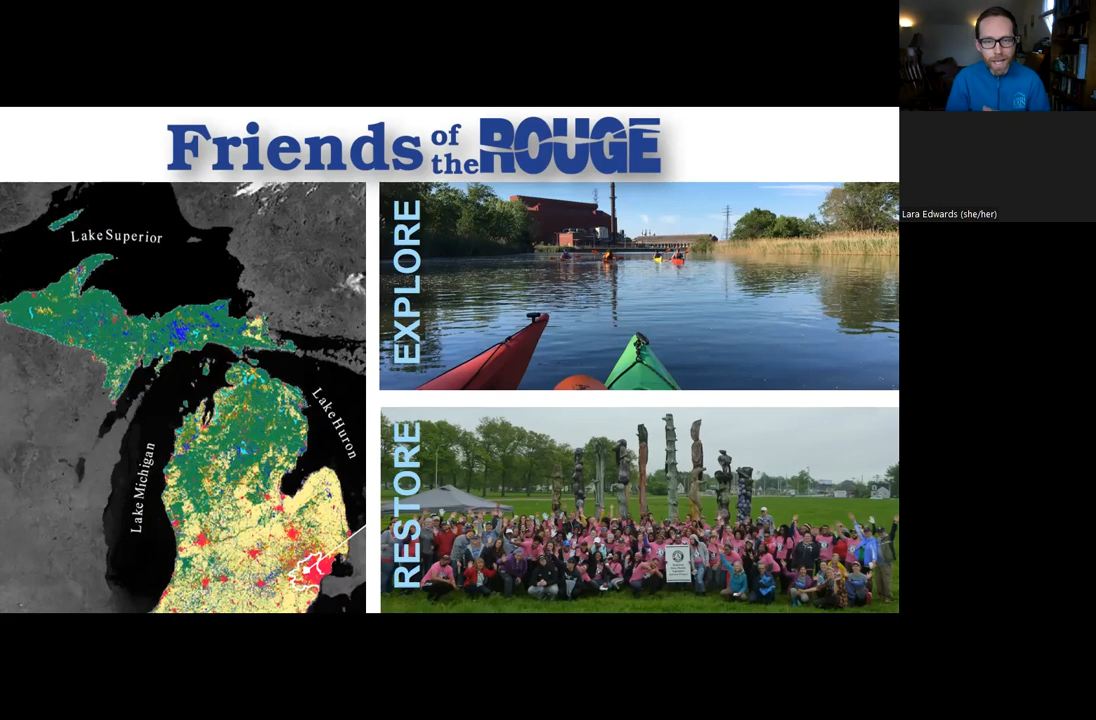 Friends of the ROUGE
Lake Superior
Lake Michigan
Lake Huron
EXPLORE
RESTORE
Lara Edwards (she/her)